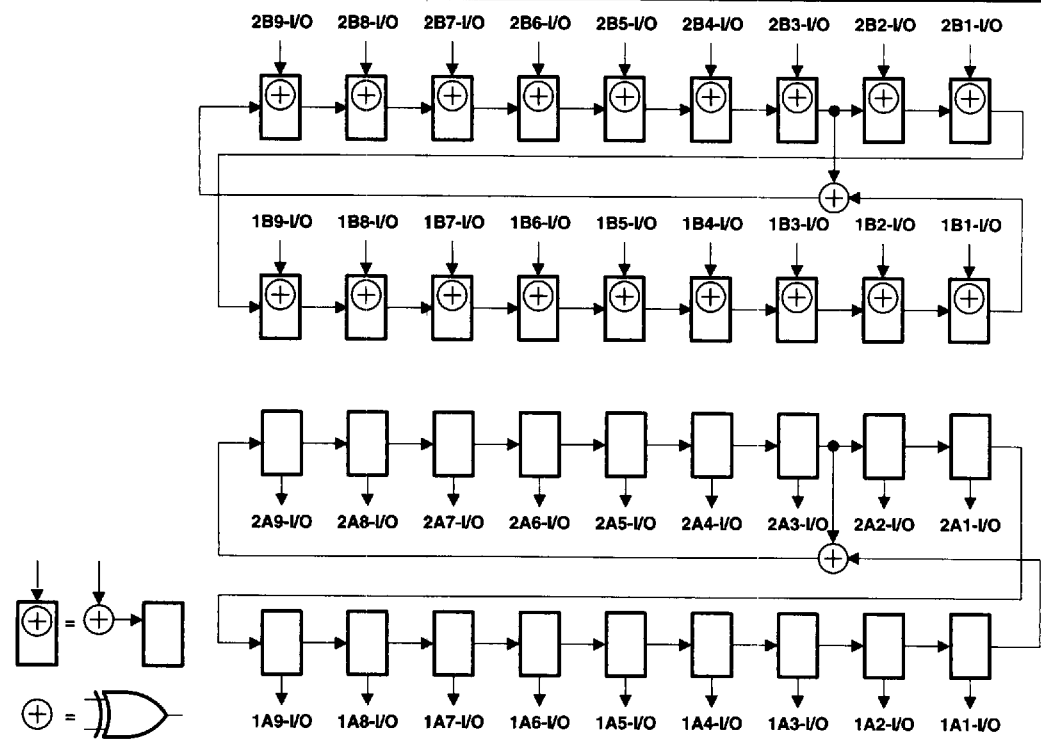 2B9-I/O 2B8-I/O 2B7-I/O 2B6-I/O 2B5-I/O 2B4-I/O 2B3-I/O 2B2-I/O 2B1-I/O
1B9-I/O 1B8-I/O 1B7-I/O 1B6-I/O 1B5-I/O 1B4-I/O 1B3-I/O 1B2-I/O 1B1-I/O
2A9-I/O 2A8-I/O 2A7-I/O 2A6-I/O 2A5-I/O 2A4-I/O 2A3-I/O 2A2-I/O 2A1-I/O
=
=
1A9-I/O 1A8-I/O 1A7-I/O 1A6-I/O 1A5-I/O 1A4-I/O 1A3-I/O 1A2-I/O 1A1-I/O